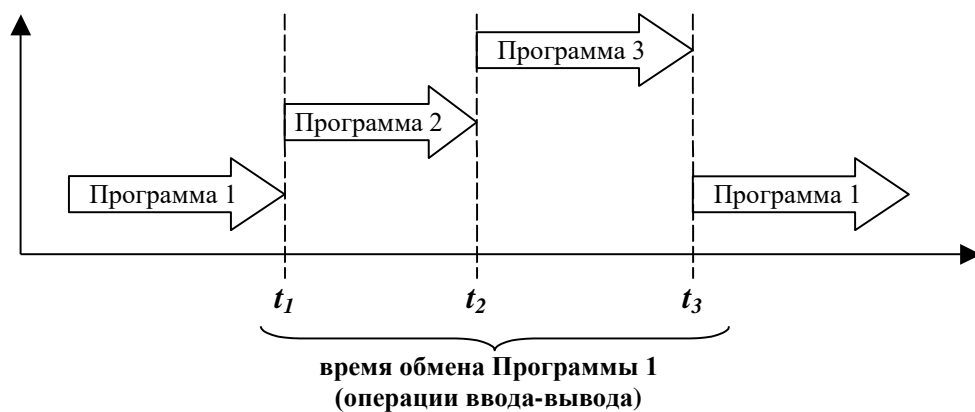 Программа 3
Программа 2
Программа 1
Программа 1
t1
t2
t3
время обмена Программы 1
(операции ввода-вывода)